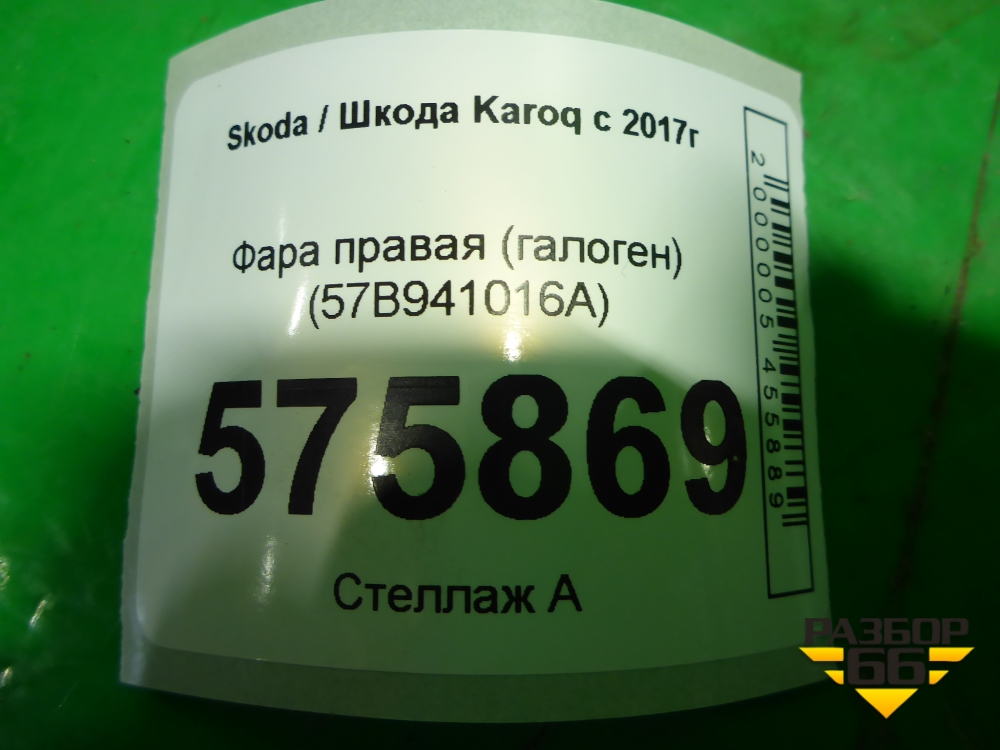 Skoda / Шкода Karoq с 2017г
Фара правая (галоген)
(57B941016A)
575869
Стеллаж А
2000005455889
РАЗБОР
66